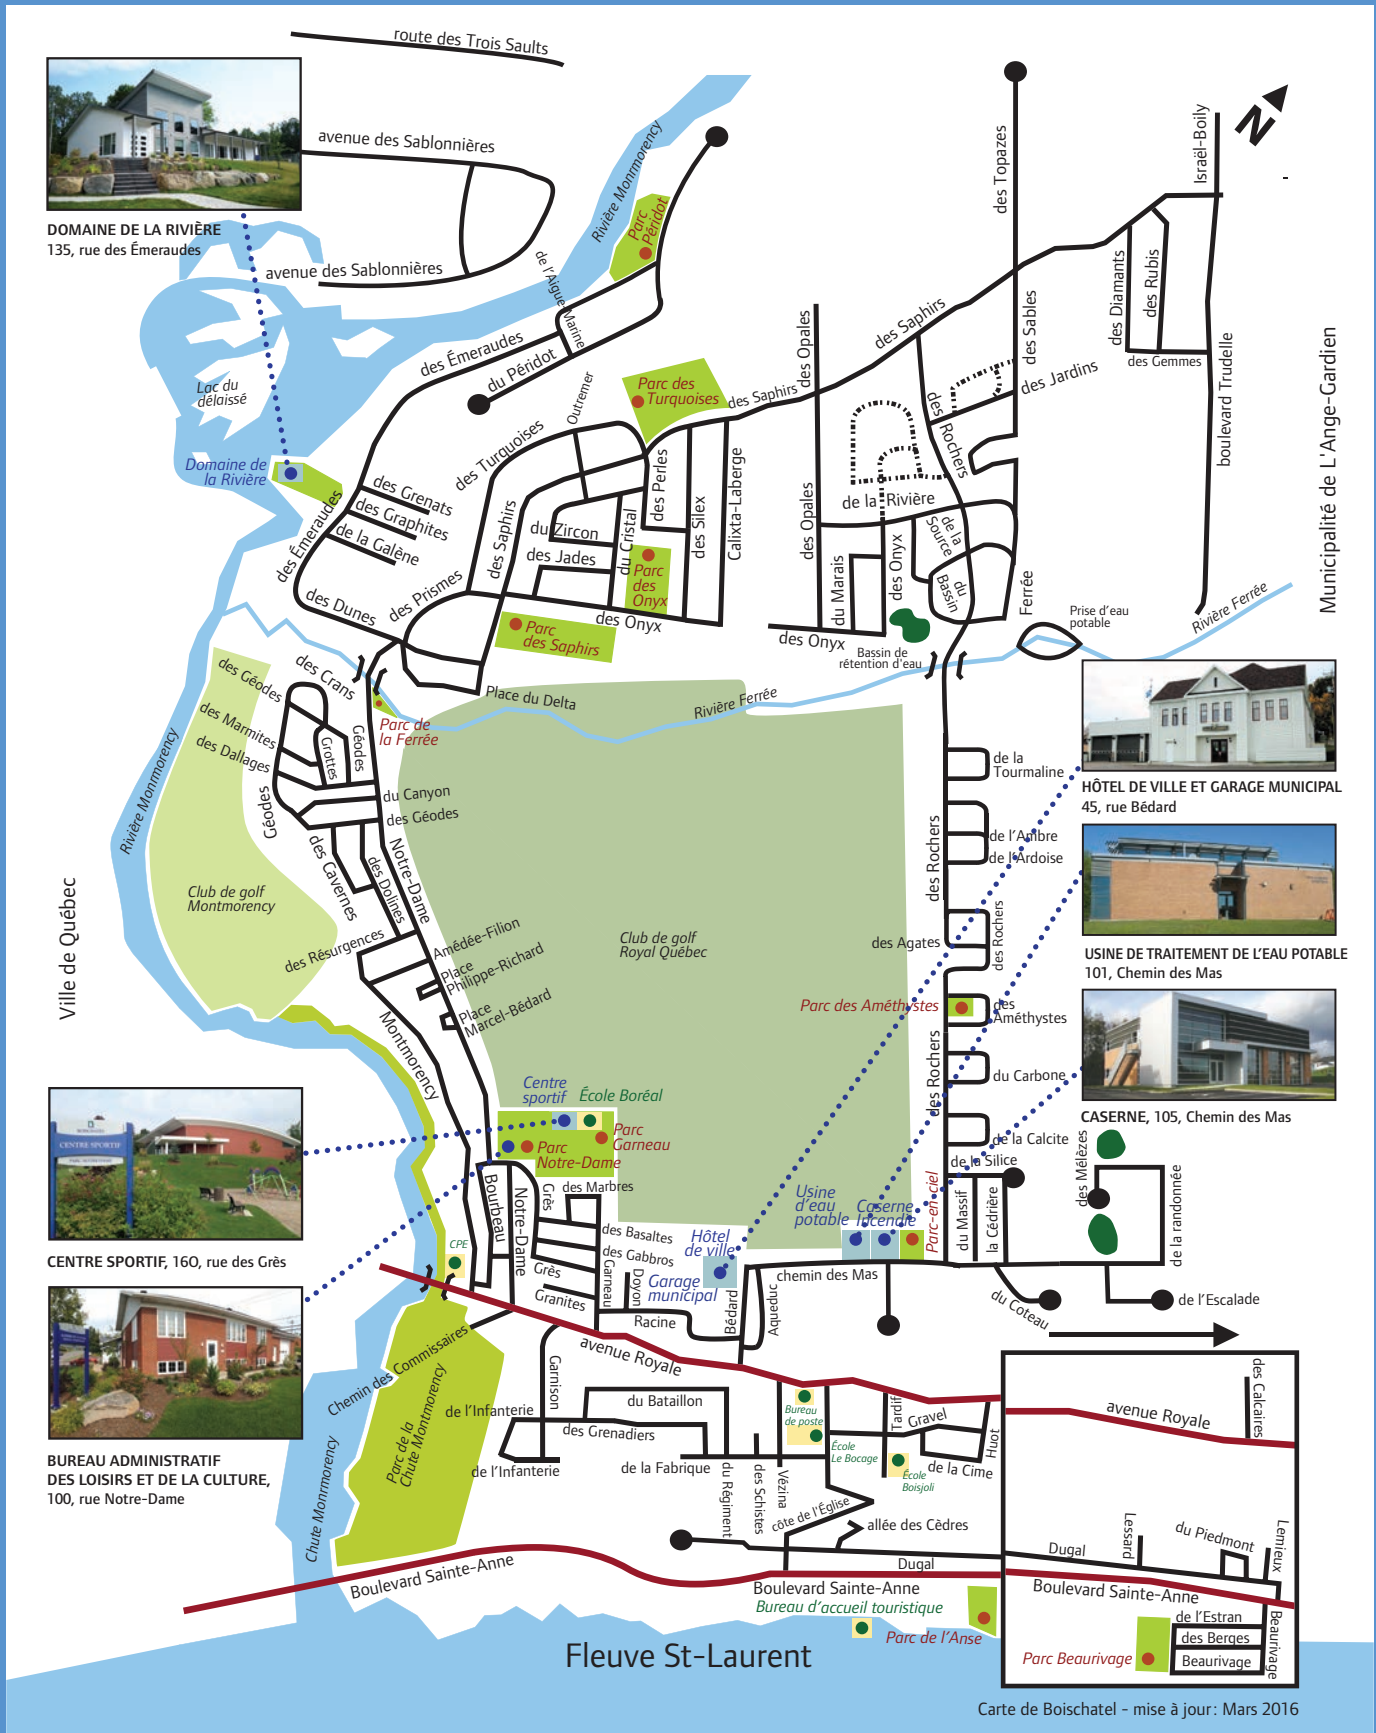 route des Trois Saults
avenue des Sablonnières
avenue des Sablonnières
Rivière Monrmorency
Parc
Péridot
des Topazes
Israël-Boily
N
DOMAINE DE LA RIVIÈRE
135, rue des Émeraudes
de l'Aigue-Marine
des Émeraudes
du Péridot
Outremer
Parc des
Turquoises
des Saphirs
des Opales
des Saphirs
des Sables
des Diamants
des Rubis
des Gemmes
boulevard Trudelle
Municipalité de L'Ange-Gardien
des Jardins
des Rochers
Lac du
délaissé
Domaine de
la Rivière
des Émeraudes
des Grenats
des Graphites
de la Galène
des Turquoises
des Saphirs
du Zircon
des Jades
du Cristal
des Perles
des Silex
Calixta-Laberge
Parc
des
Onyx
des Onyx
Parc
des Saphirs
des Dunes
des Prismes
de la Rivière
des Opales
du Marais
des Onyx
de la
Source
du
Bassin
Ferrée
des Onyx
Bassin de
rétention d'eau
Prise d'eau
potable
Rivière Ferrée
des Géodes
des Crans
des Marmites
des Dallages
Grottes
Géodes
Géodes
Parc de
la Ferrée
Place du Delta
Rivière Ferrée
du Canyon
des Géodes
des Cavernes
des Dolines
Notre-Dame
Rivière Monmorency
Ville de Québec
Club de golf
Montmorency
Club de golf
Royal Québec
des Résurgences
Amédée-Filion
Place
Philippe-Richard
Place
Marcel-Bédard
Montmorency
de la
Tourmaline
de l'Ambre
de l'Ardoise
des Rochers
des Agates
des Rochers
Parc des Améthystes
des
Améthystes
des Rochers
du Carbone
de la Calcite
de la Silice
HÔTEL DE VILLE ET GARAGE MUNICIPAL
45, rue Bédard
USINE DE TRAITEMENT DE L'EAU POTABLE
101, Chemin des Mas
CASERNE, 105, Chemin des Mas
CENTRE SPORTIF
CENTRE SPORTIF, 160, rue des Grès
BUREAU ADMINISTRATIF
DES LOISIRS ET DE LA CULTURE,
100, rue Notre-Dame
Centre
sportif
École Boréal
Parc
Garneau
Parc
Notre-Dame
Bourbeau
Notre-Dame
Grès
des Marbres
des Basaltes
des Gabbros
Grès
Granites
Garneau
Doyon
Racine
CPE
Hôtel
de ville
Garage
municipal
Bédard
Aqueduc
Usine
d'eau
potable
Caserne
Incendie
Parc-en-ciel
chemin des Mas
du Massif
la Cédrière
des Mélèzes
de la randonnée
du Coteau
de l'Escalade
avenue Royale
Chemin des Commissaires
Parc de la
Chute Montmorency
Chute Monrmorency
Garnison
de l'Infanterie
de l'Infanterie
du Bataillon
des Grenadiers
de la Fabrique
du Régiment
des Schistes
Vézina
Bureau
de poste
École
Le Bocage
Tardif
Gravel
Huot
de la Cime
École
Boisjoli
côte de l'Église
allée des Cèdres
Dugal
Boulevard Sainte-Anne
Boulevard Sainte-Anne
Bureau d'accueil touristique
Parc de l'Anse
Fleuve St-Laurent
avenue Royale
des Calcaires
Lessard
du Piedmont
Lemieux
Dugal
Boulevard Sainte-Anne
de l'Estran
des Berges
Beaurivage
Beaurivage
Parc Beaurivage
Carte de Boischatel - mise à jour: Mars 2016